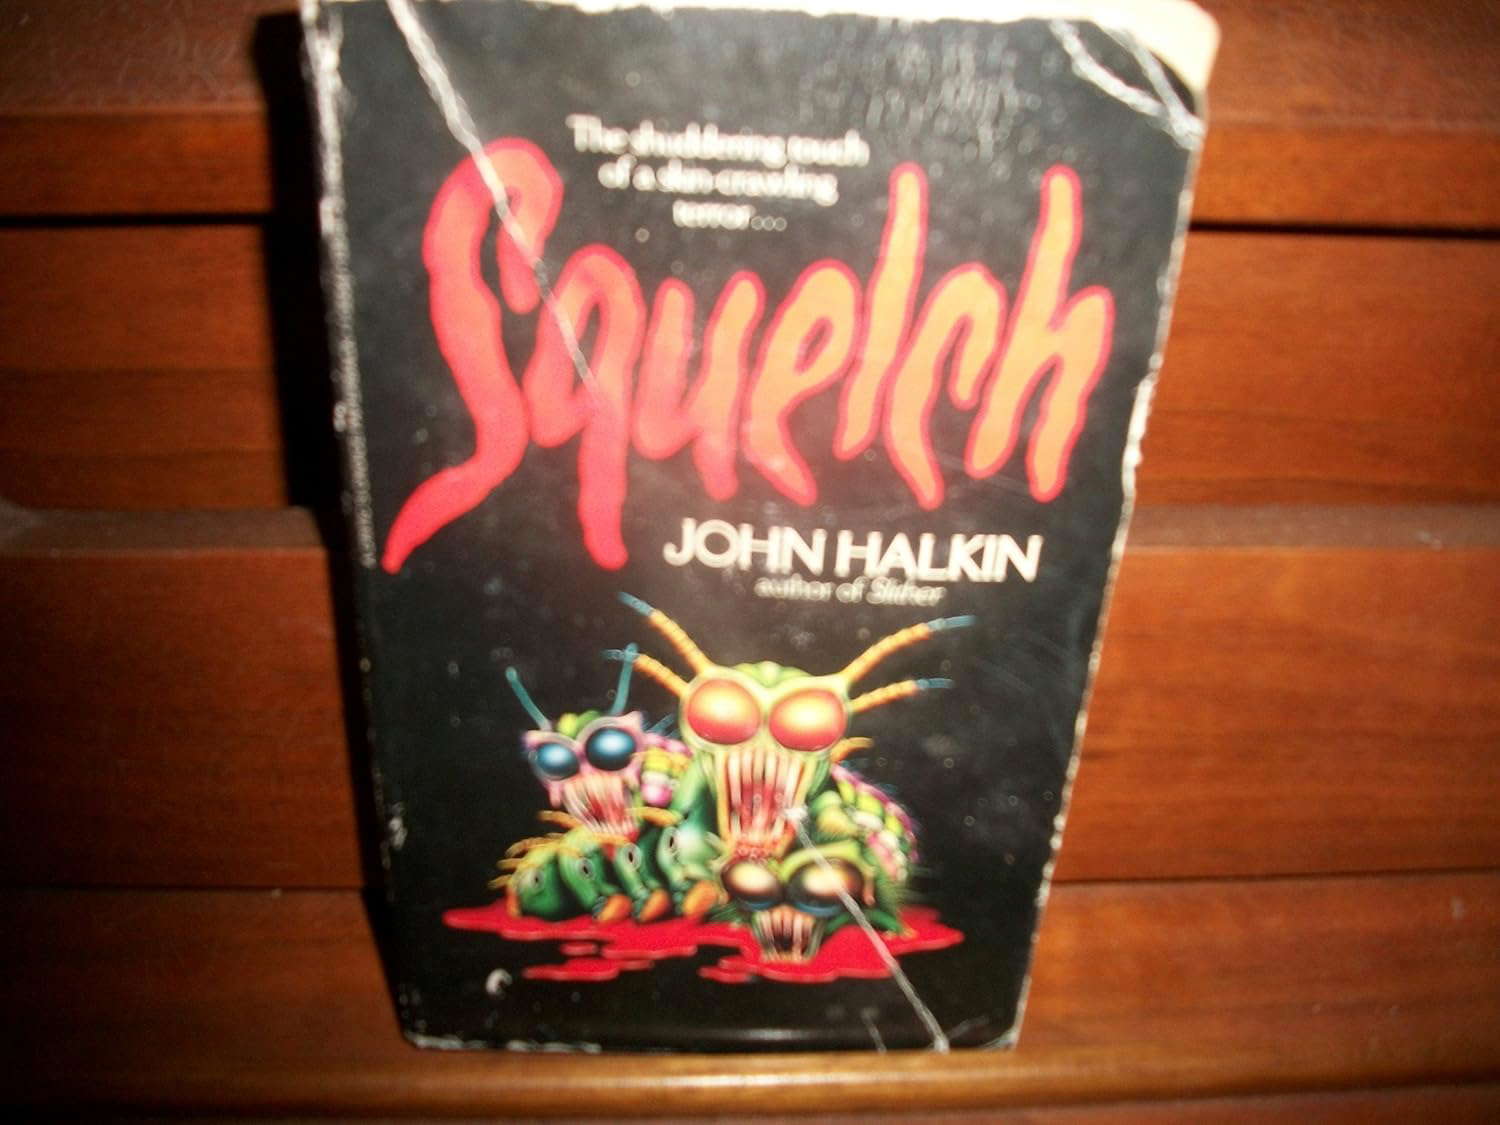 The shuddering touch
of a skin-crawling
terror...
Squelch
JOHN HALKIN
author of Slither